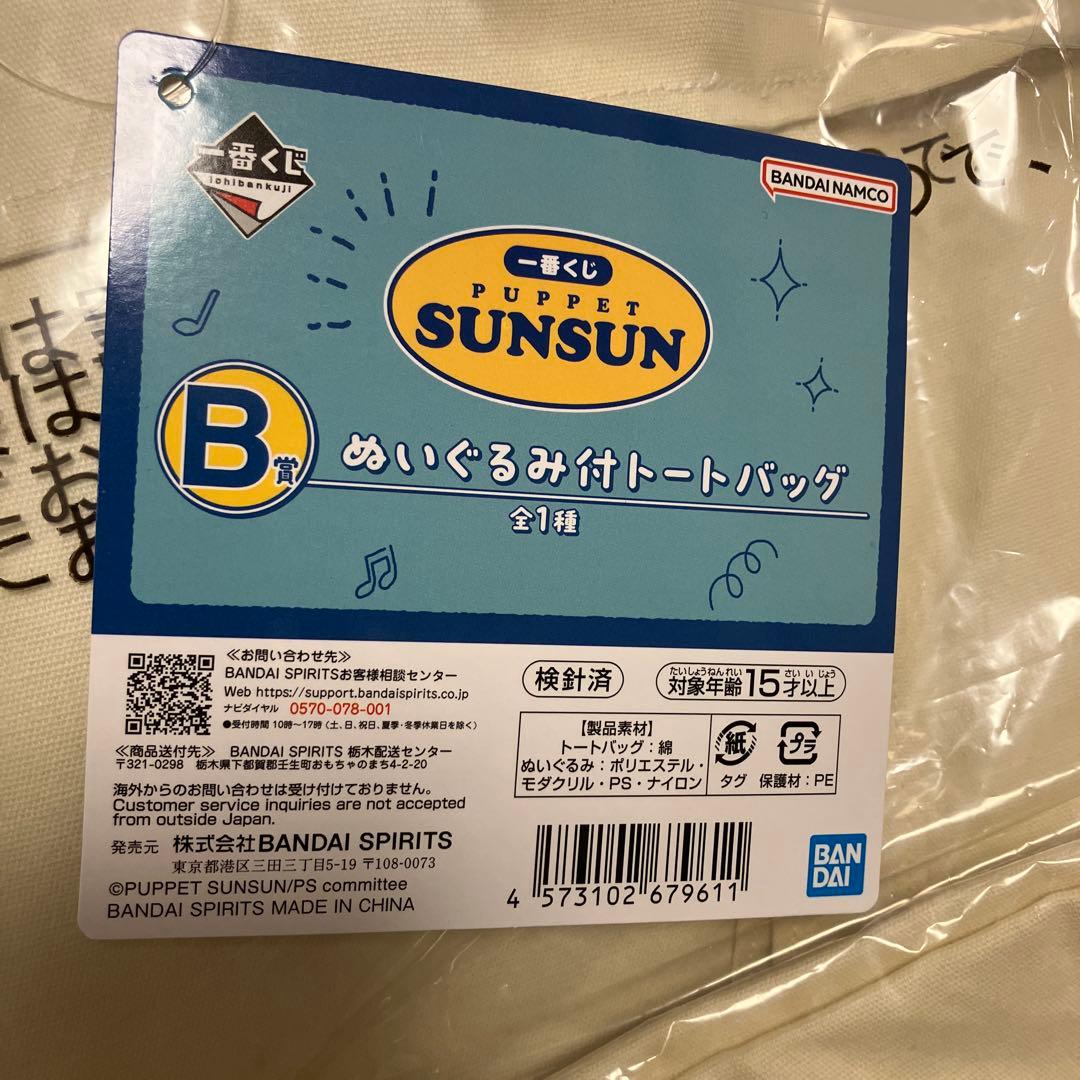 一番くじ
ichibankuji
BANDAI NAMCO
一番くじ
PUPPET
SUNSUN
B賞
ぬいぐるみ付トートバッグ
全1種
≪お問い合わせ先≫
BANDAI SPIRITSお客様相談センター
Web https://support.bandaispirits.co.jp
ナビダイヤル 0570-078-001
●受付時間 10時～17時（土、日、祝日、夏季・冬季休業日を除く）
≪商品送付先≫ BANDAI SPIRITS 栃木配送センター
〒321-0298 栃木県下都賀郡壬生町おもちゃのまち4-2-20
海外からのお問い合わせは受け付けておりません。
Customer service inquiries are not accepted
from outside Japan.
発売元 株式会社BANDAI SPIRITS
東京都港区三田三丁目5-19 〒108-0073
©PUPPET SUNSUN/PS committee
BANDAI SPIRITS MADE IN CHINA
検針済
たいしょうねんれい さい いじょう
対象年齢15才以上
【製品素材】
トートバッグ：綿
ぬいぐるみ：ポリエステル・
モダクリル・PS・ナイロン
紙
タグ
プラ
保護材：PE
4 573102 679611
BAN
DAI